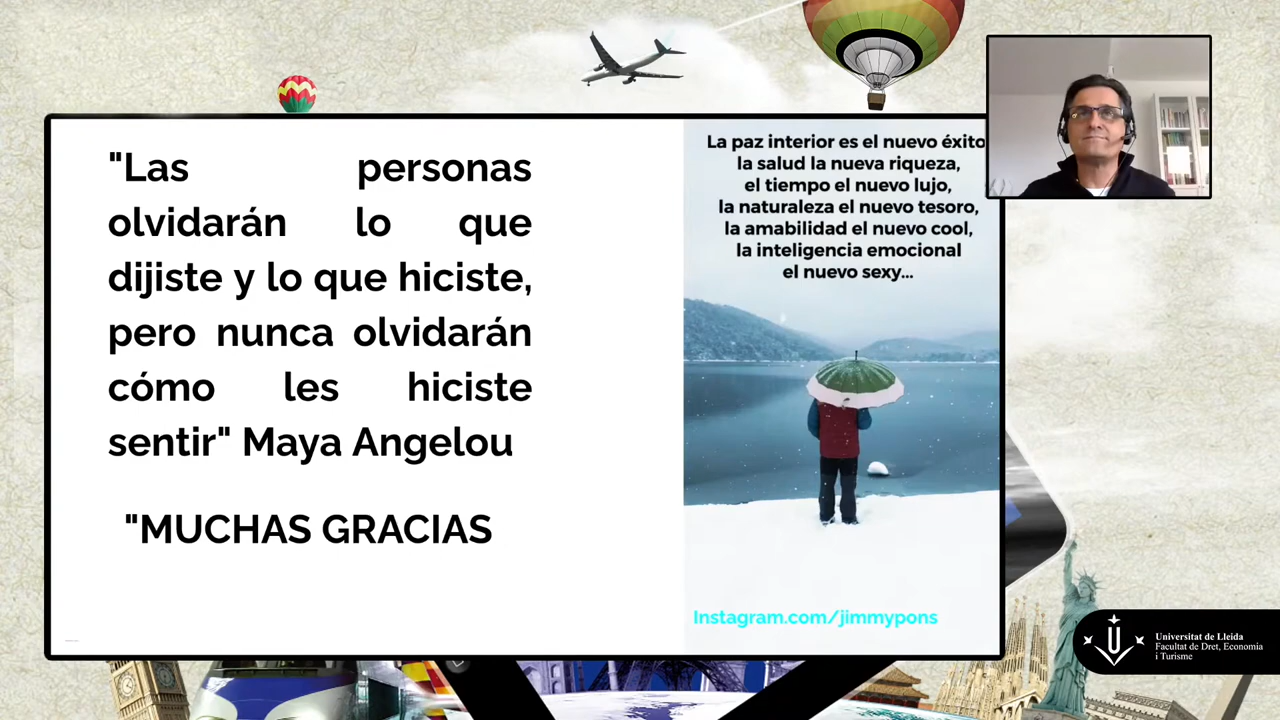 "Las personas
olvidarán lo que
dijiste y lo que hiciste,
pero nunca olvidarán
cómo les hiciste
sentir" Maya Angelou
"MUCHAS GRACIAS
La paz interior es el nuevo éxito
la salud la nueva riqueza,
el tiempo el nuevo lujo,
la naturaleza el nuevo tesoro,
la amabilidad el nuevo cool,
la inteligencia emocional
el nuevo sexy...
Instagram.com/jimmypons
Universitat de Lleida
Facultat de Dret, Economia
i Turisme